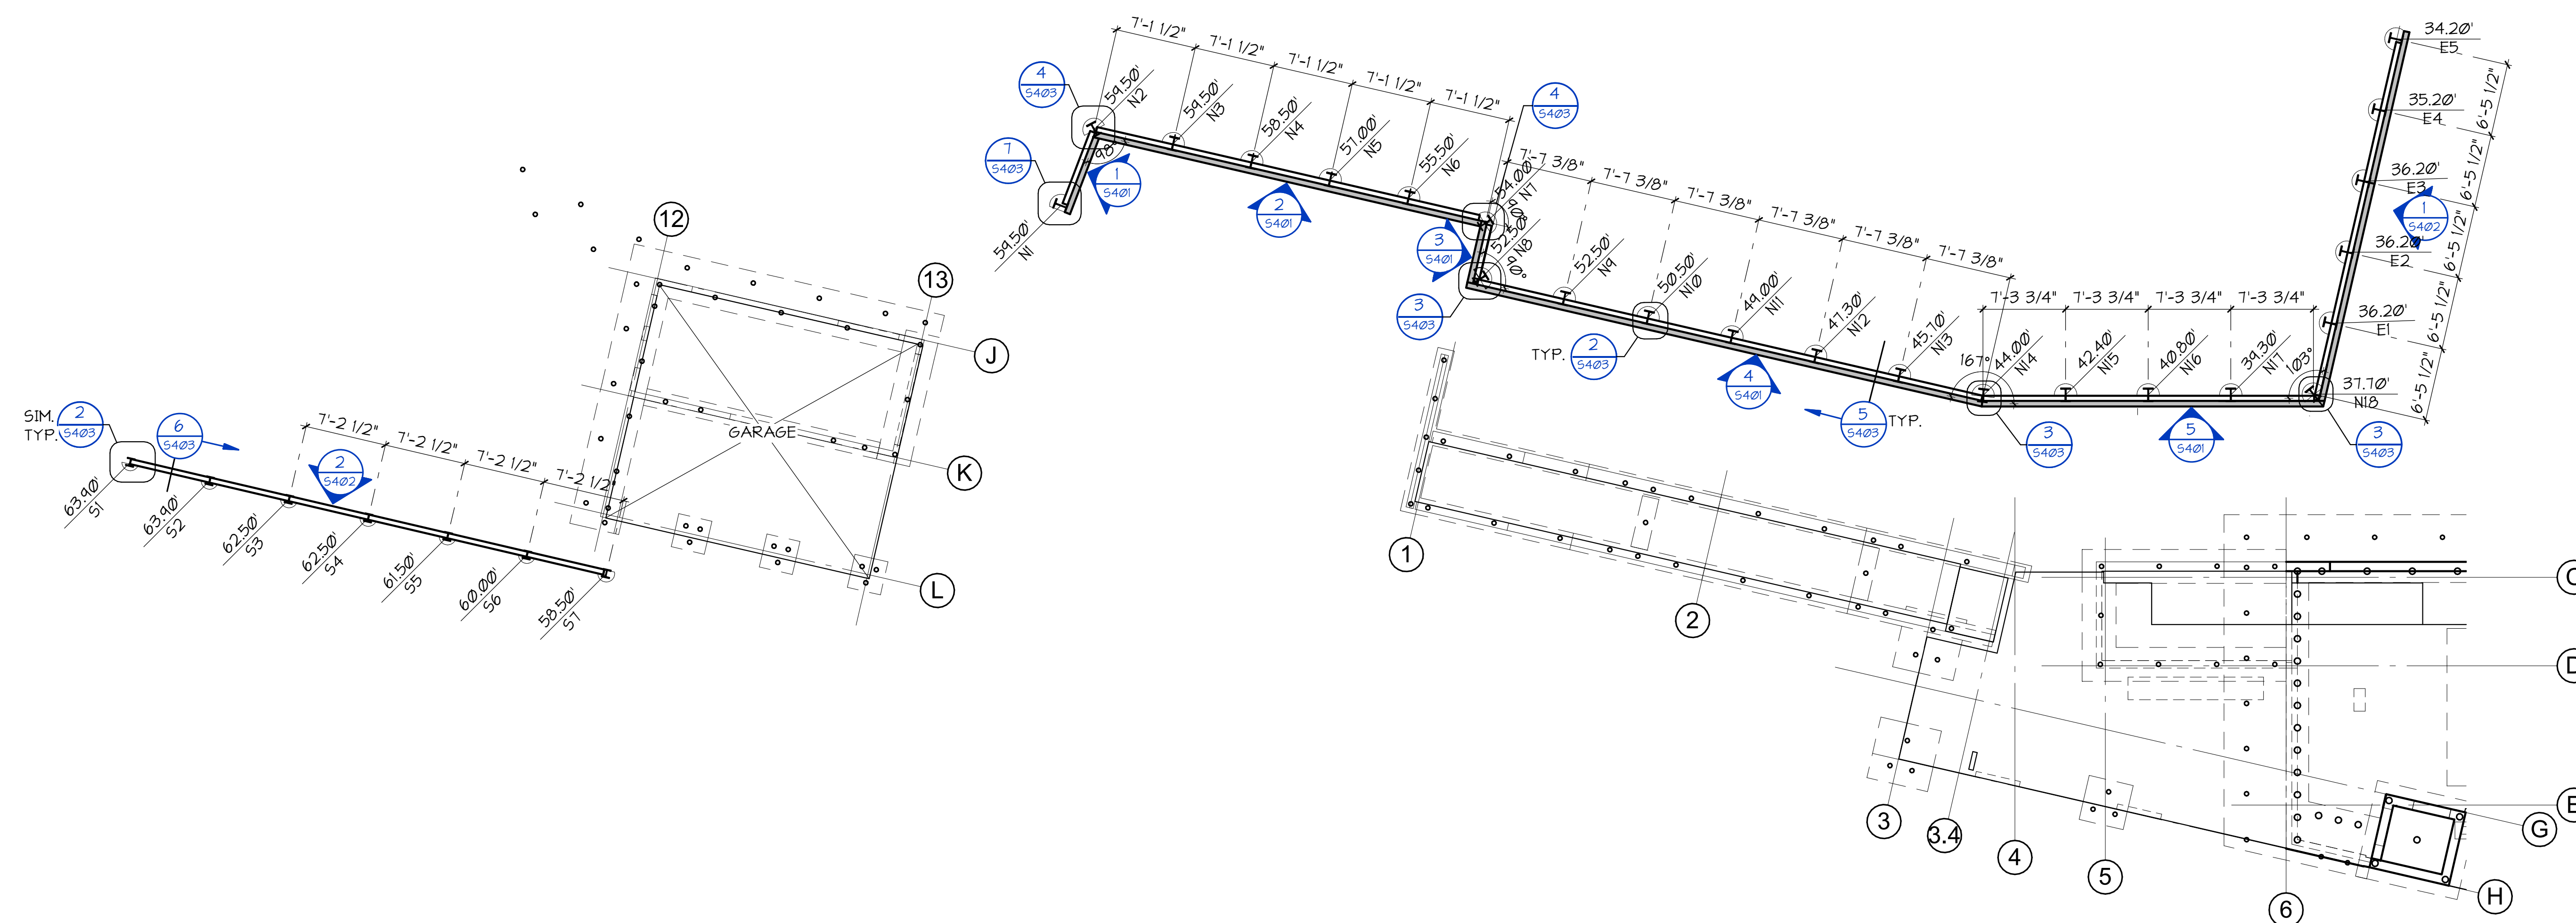 7'-1 1/2"
7'-1 1/2"
7'-1 1/2"
7'-1 1/2"
7'-1 1/2"
4
S403
7
S403
59.50'
N1
59.50'
N2
98°
1
S401
59.50'
N3
58.50'
N4
57.00'
N5
55.50'
N6
2
S401
4
S403
54.00'
N7
90°
52.50'
N8
90°
3
S401
3
S403
7'-7 3/8"
7'-7 3/8"
7'-7 3/8"
7'-7 3/8"
7'-7 3/8"
7'-7 3/8"
52.50'
N9
50.50'
N10
49.00'
N11
47.30'
N12
45.70'
N13
TYP.
2
S403
4
S401
5
S403
TYP.
7'-3 3/4"
7'-3 3/4"
7'-3 3/4"
7'-3 3/4"
167°
44.00'
N14
42.40'
N15
40.80'
N16
39.30'
N17
103°
37.70'
N18
3
S403
5
S401
3
S403
34.20'
E5
35.20'
E4
36.20'
E3
36.20'
E2
36.20'
E1
1
S402
6'-5 1/2"
6'-5 1/2"
6'-5 1/2"
6'-5 1/2"
6'-5 1/2"
SIM.
TYP.
2
S403
6
S403
2
S402
7'-2 1/2"
7'-2 1/2"
7'-2 1/2"
7'-2 1/2"
63.90'
S1
63.90'
S2
62.50'
S3
62.50'
S4
61.50'
S5
60.00'
S6
58.50'
S7
12
13
GARAGE
J
K
L
1
2
3
3.4
4
5
6
D
E
G
H